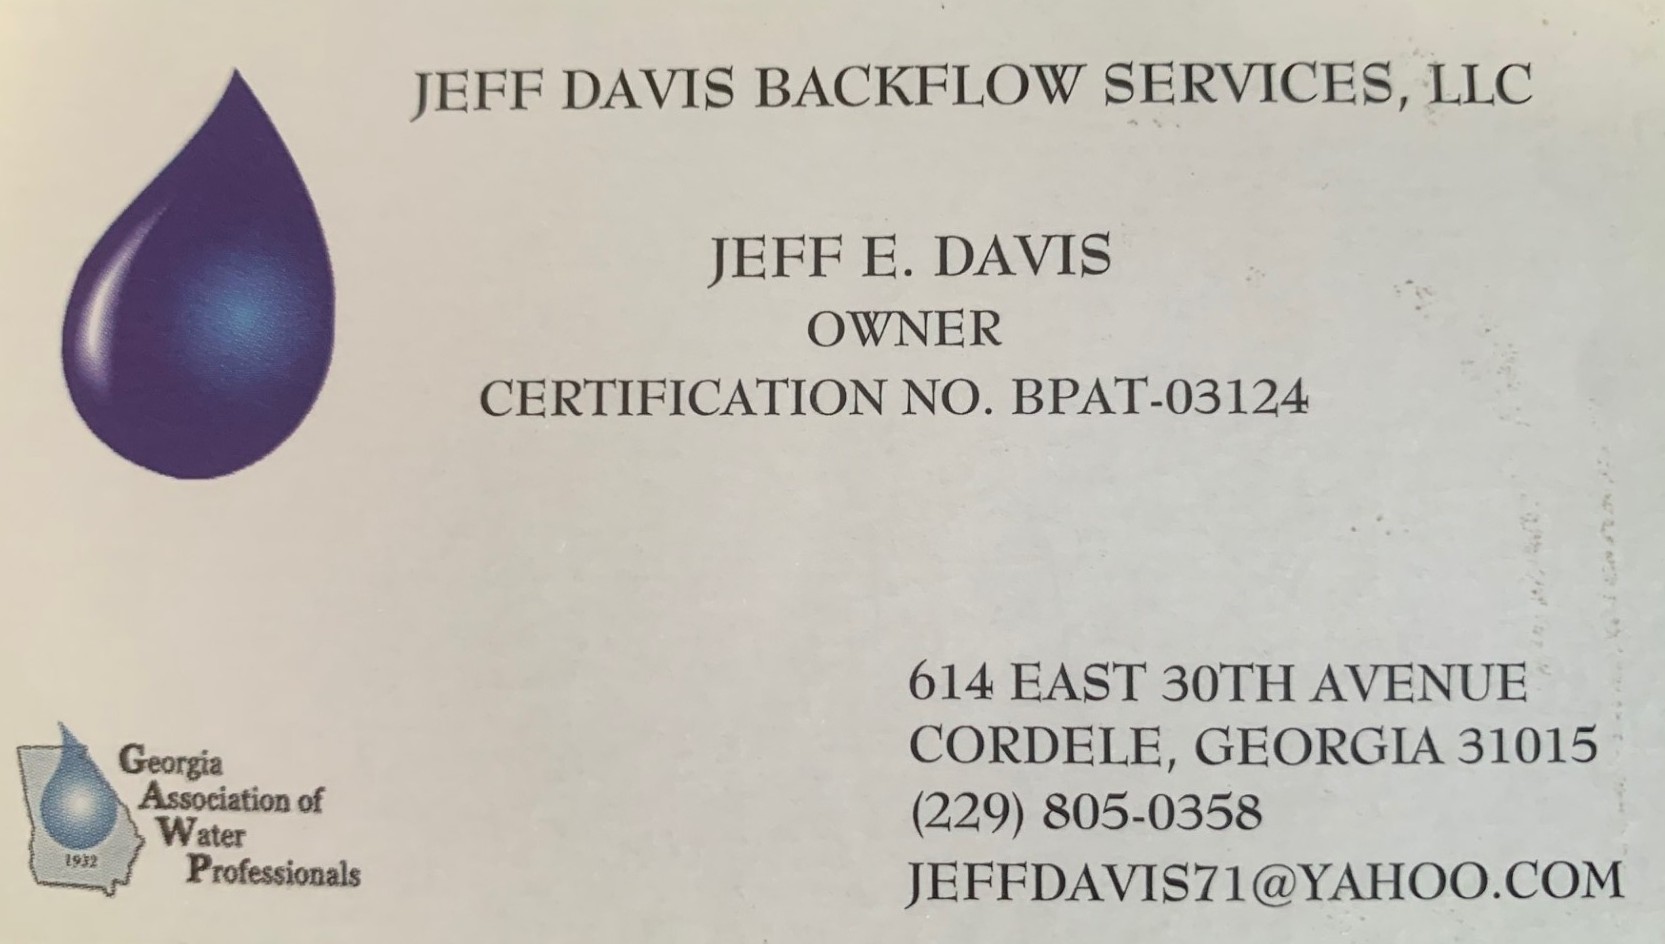 JEFF DAVIS BACKFLOW SERVICES, LLC
JEFF E. DAVIS
OWNER
CERTIFICATION NO. BPAT-03124
614 EAST 30TH AVENUE
CORDELE, GEORGIA 31015
(229) 805-0358
JEFFDAVIS71@YAHOO.COM
Georgia
Association of
Water
Professionals
1932